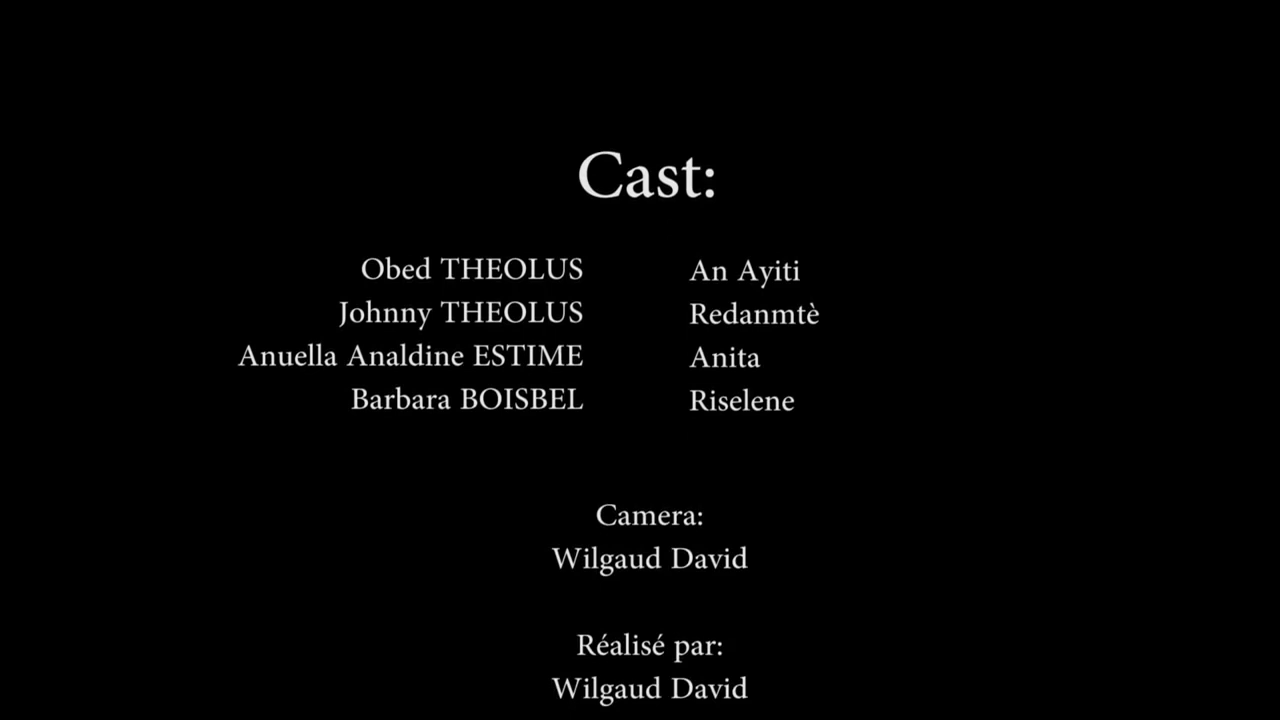 Cast:
Obed THEOLUS An Ayiti
Johnny THEOLUS Redanmtè
Anuella Analdine ESTIME Anita
Barbara BOISBEL Riselene
Camera:
Wilgaud David
Réalisé par:
Wilgaud David